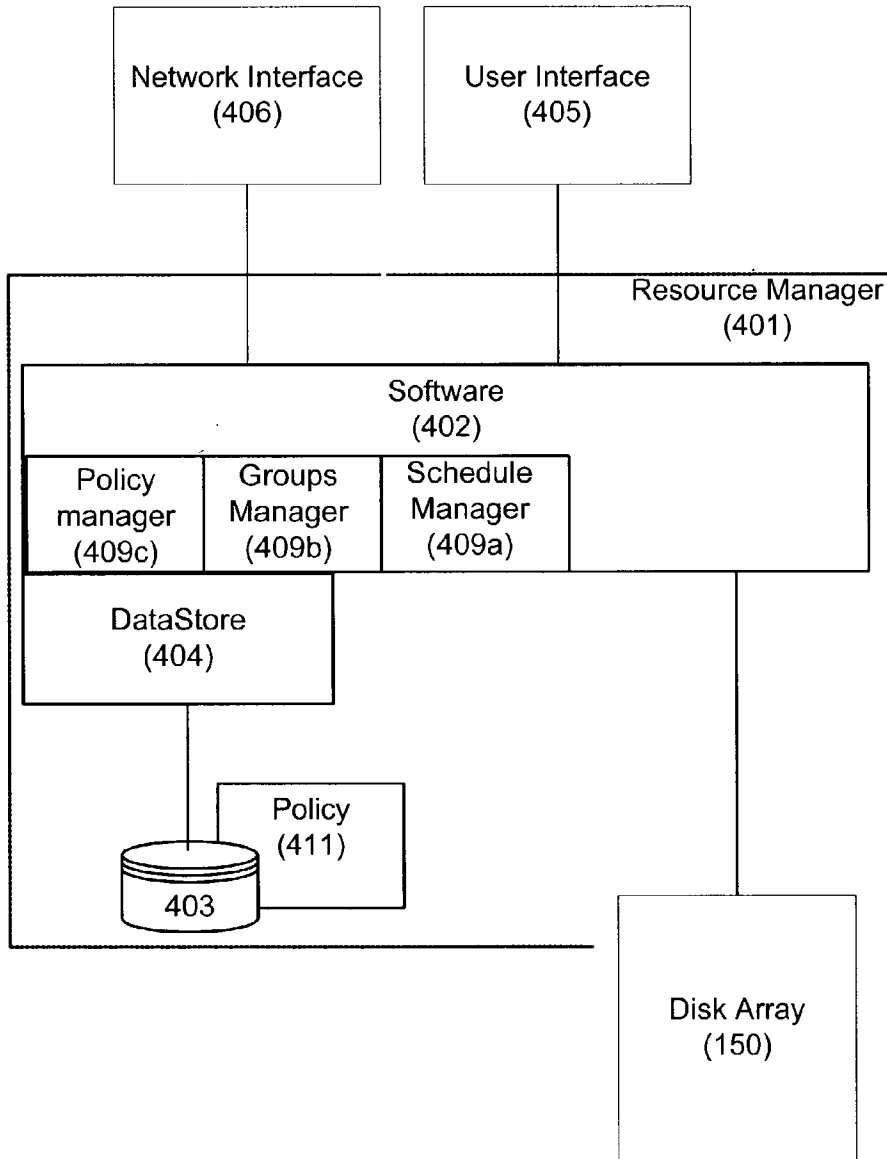 Network Interface
(406)
User Interface
(405)
Resource Manager
(401)
Software
(402)
Policy
manager
(409c)
Groups
Manager
(409b)
Schedule
Manager
(409a)
DataStore
(404)
Policy
(411)
403
Disk Array
(150)